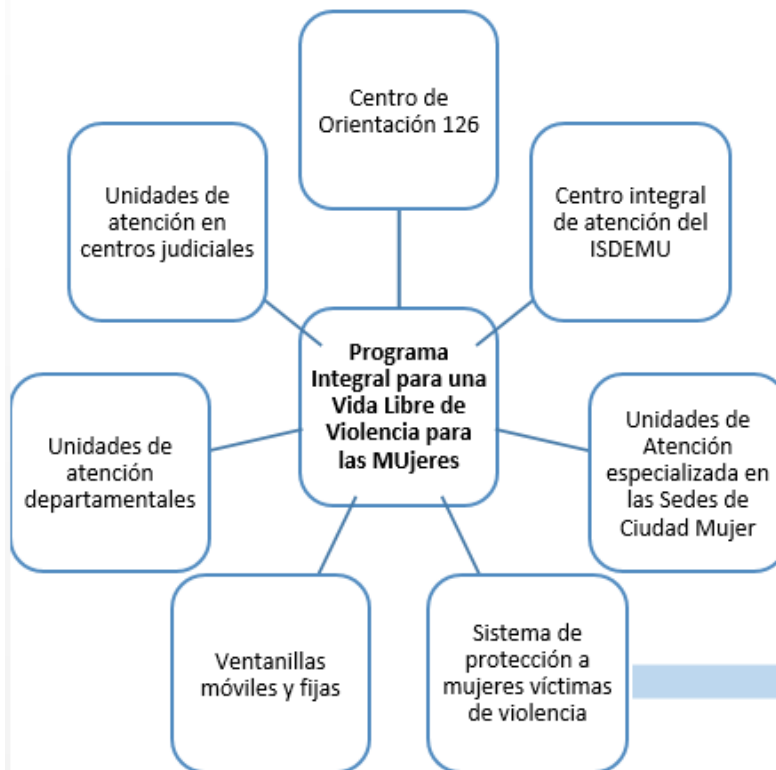 Centro de
Orientación 126
Unidades de
atención en
centros judiciales
Centro integral
de atención del
ISDEMU
Programa
Integral para una
Vida Libre de
Violencia para
las MUjeres
Unidades de
atención
departamentales
Unidades de
Atención
especializada en
las Sedes de
Ciudad Mujer
Ventanillas
móviles y fijas
Sistema de
protección a
mujeres víctimas
de violencia